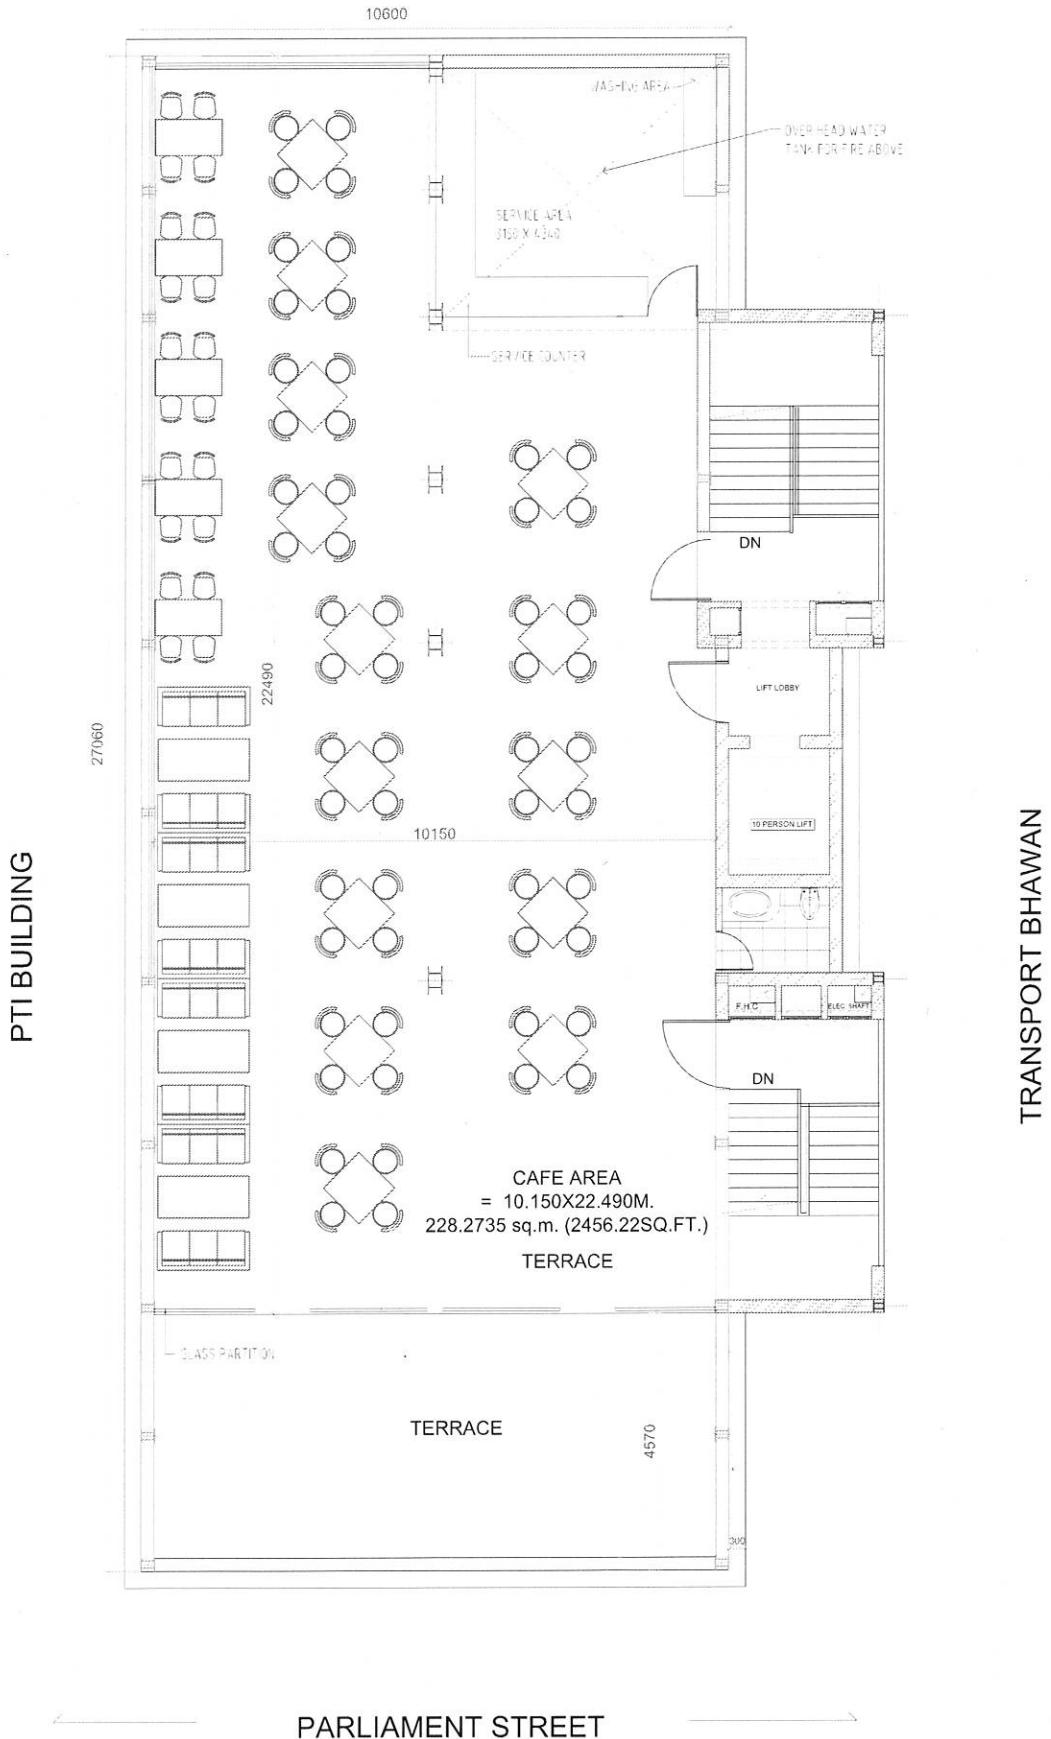 10600
WASHING AREA
OVER HEAD WATER
TANK FOR FIRE ABOVE
SERVICE AREA
SERVICE COUNTER
DN
22490
LIFT LOBBY
27060
10 PERSON LIFT
10150
PTI BUILDING
TRANSPORT BHAWAN
F.H.C
ELEC. SHAFT
DN
CAFE AREA
= 10.150X22.490M.
228.2735 sq.m. (2456.22SQ.FT.)
TERRACE
GLASS PARTITION
TERRACE
4570
300
PARLIAMENT STREET